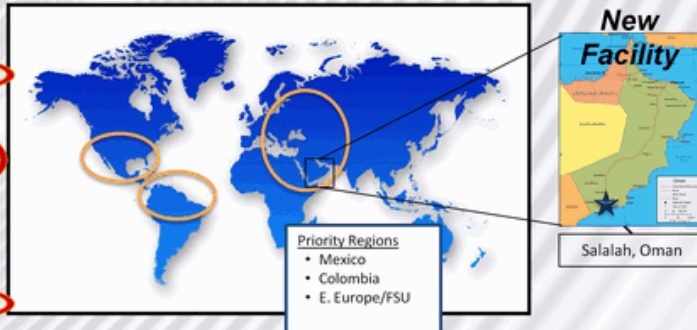 New
Facility
Priority Regions
• Mexico
• Colombia
• E. Europe/FSU
Salalah, Oman